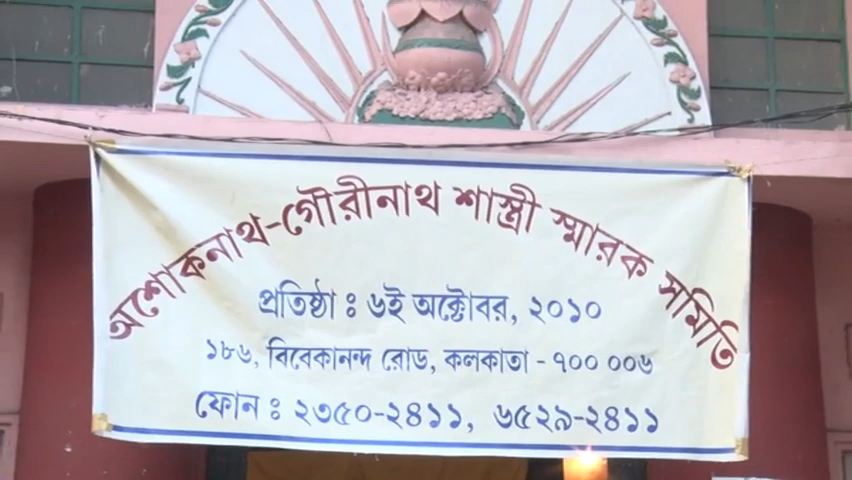 অশোকনাথ-গৌরীনাথ শাস্ত্রী স্মারক সমিতি
প্রতিষ্ঠা ঃ ৬ই অক্টোবর, ২০১০
১৮৬, বিবেকানন্দ রোড, কলকাতা - ৭০০ ০০৬
ফোন ঃ ২৩৫০-২৪১১, ৬৫২৯-২৪১১